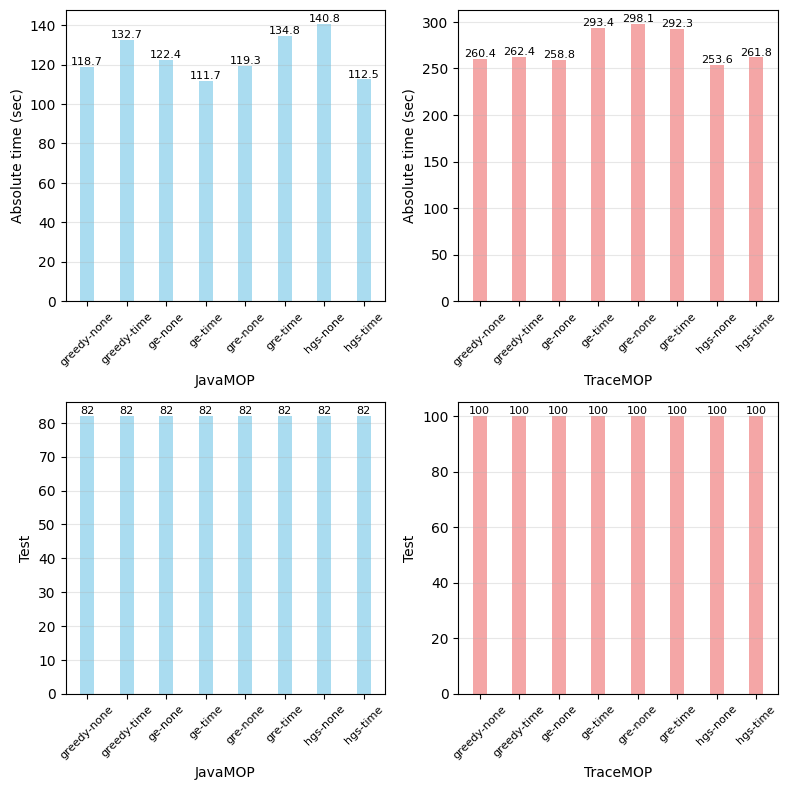 Absolute time (sec)
140
120
100
80
60
40
20
0
118.7
132.7
122.4
111.7
119.3
134.8
140.8
112.5
greedy-none
greedy-time
ge-none
ge-time
gre-none
gre-time
hgs-none
hgs-time
JavaMOP
Absolute time (sec)
300
250
200
150
100
50
0
260.4
262.4
258.8
293.4
298.1
292.3
253.6
261.8
greedy-none
greedy-time
ge-none
ge-time
gre-none
gre-time
hgs-none
hgs-time
TraceMOP
Test
80
70
60
50
40
30
20
10
0
82
82
82
82
82
82
82
82
greedy-none
greedy-time
ge-none
ge-time
gre-none
gre-time
hgs-none
hgs-time
JavaMOP
Test
100
80
60
40
20
0
100
100
100
100
100
100
100
100
greedy-none
greedy-time
ge-none
ge-time
gre-none
gre-time
hgs-none
hgs-time
TraceMOP